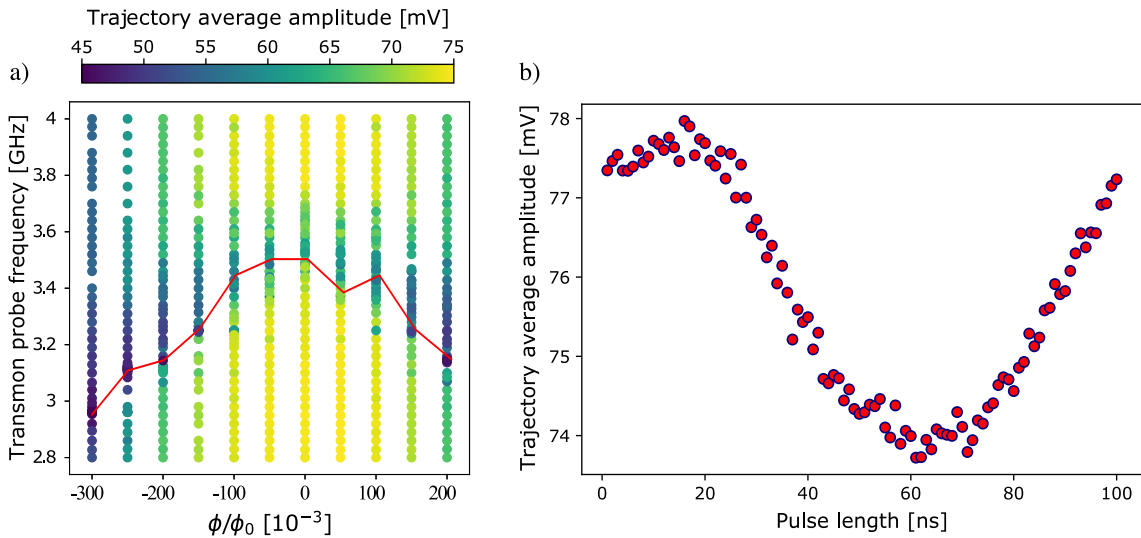 Trajectory average amplitude [mV]
45 50 55 60 65 70 75
a)
Transmon probe frequency [GHz]
4
3.8
3.6
3.4
3.2
3
2.8
-300 -200 -100 0 100 200
ϕ/ϕ₀ [10⁻³]
b)
Trajectory average amplitude [mV]
78
77
76
75
74
0 20 40 60 80 100
Pulse length [ns]